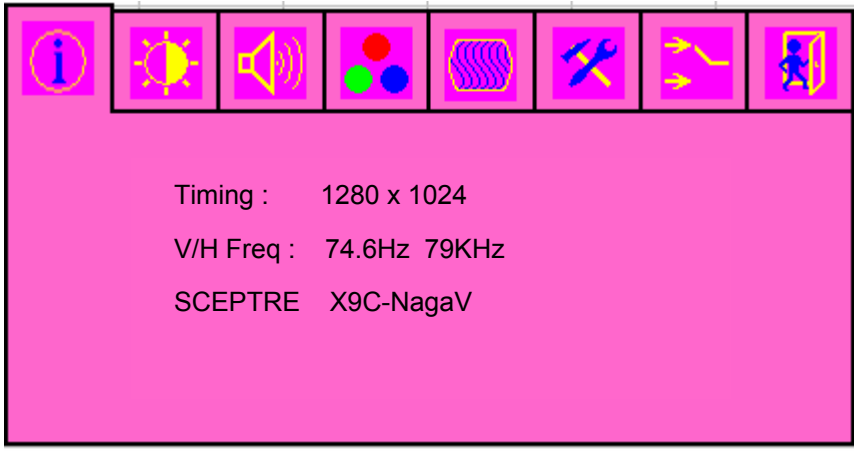 Timing : 1280 x 1024
V/H Freq : 74.6Hz 79KHz
SCEPTRE X9C-NagaV